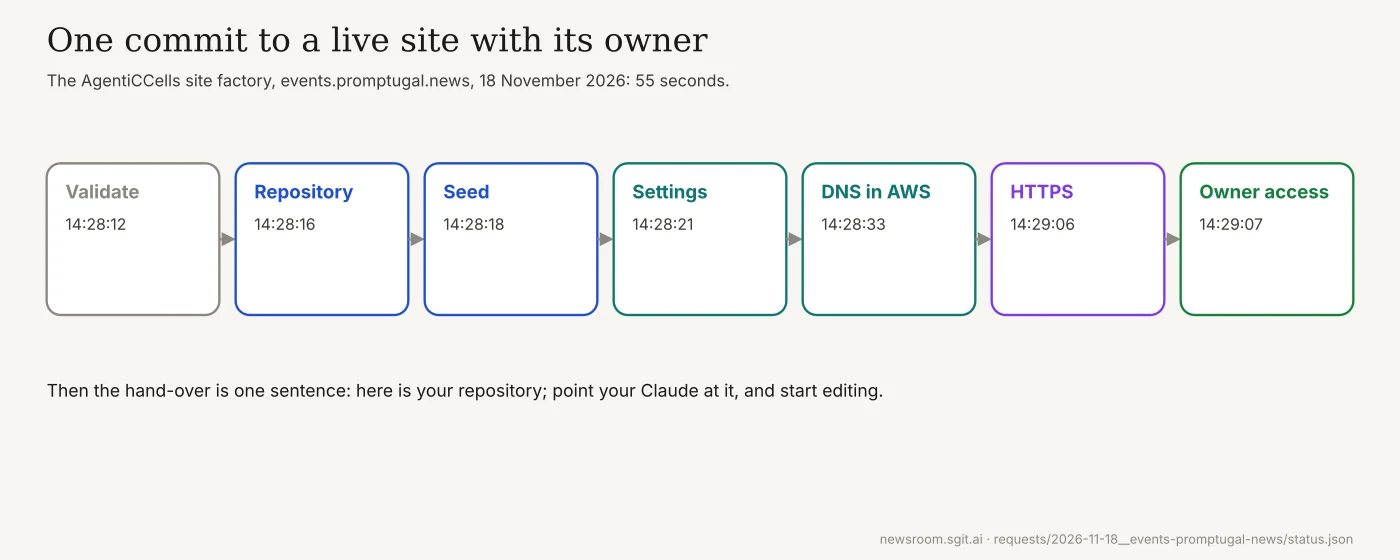 One commit to a live site with its owner
The AgentiCCells site factory, events.promptugal.news, 18 November 2026: 55 seconds.
Validate
14:28:12
Repository
14:28:16
Seed
14:28:18
Settings
14:28:21
DNS in AWS
14:28:33
HTTPS
14:29:06
Owner access
14:29:07
Then the hand-over is one sentence: here is your repository; point your Claude at it, and start editing.
newsroom.sgit.ai · requests/2026-11-18__events-promptugal-news/status.json